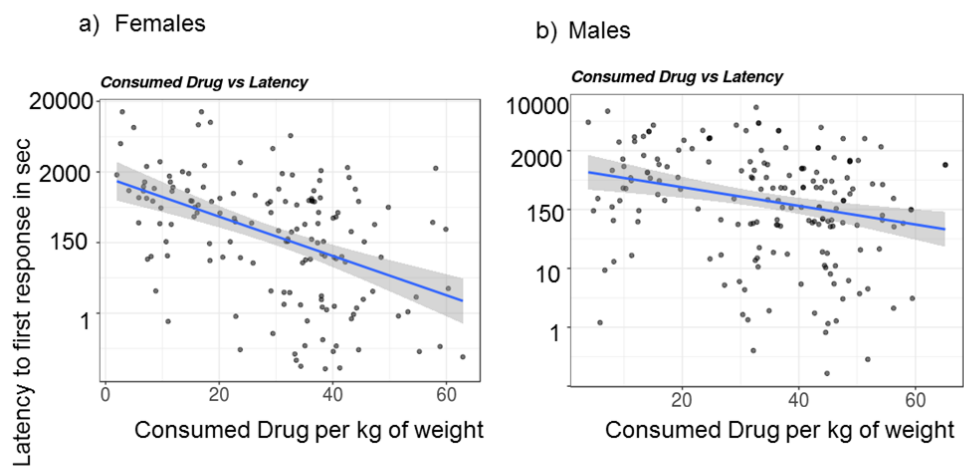 a) Females
Consumed Drug vs Latency
20000
2000
150
1
0 20 40 60
Consumed Drug per kg of weight
Latency to first response in sec
b) Males
Consumed Drug vs Latency
10000
2000
150
10
1
20 40 60
Consumed Drug per kg of weight